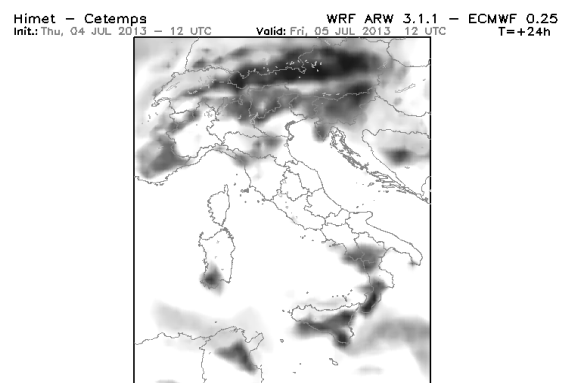 Himet – Cetemps WRF ARW 3.1.1 – ECMWF 0.25
Init.: Thu, 04 JUL 2013 – 12 UTC Valid: Fri, 05 JUL 2013 12 UTC T=+24h